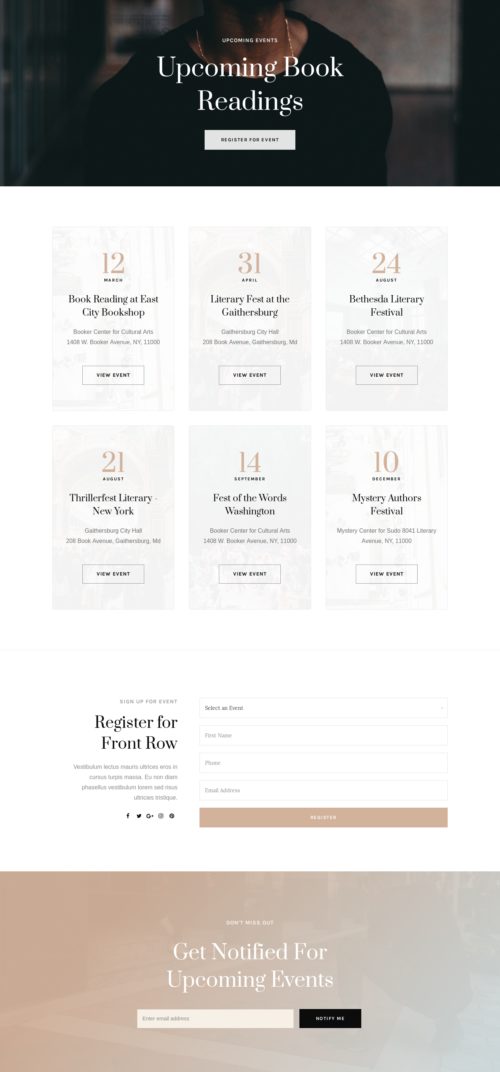 UPCOMING EVENTS
Upcoming Book
Readings
REGISTER FOR EVENT
12
MARCH
Book Reading at East
City Bookshop
Booker Center for Cultural Arts
1408 W. Booker Avenue, NY, 11000
VIEW EVENT
31
APRIL
Literary Fest at the
Gaithersburg
Gaithersburg City Hall
208 Book Avenue, Gaithersburg, Md
VIEW EVENT
24
AUGUST
Bethesda Literary
Festival
Booker Center for Cultural Arts
1408 W. Booker Avenue, NY, 11000
VIEW EVENT
21
AUGUST
Thrillerfest Literary -
New York
Gaithersburg City Hall
208 Book Avenue, Gaithersburg, Md
VIEW EVENT
14
SEPTEMBER
Fest of the Words
Washington
Booker Center for Cultural Arts
1408 W. Booker Avenue, NY, 11000
VIEW EVENT
10
DECEMBER
Mystery Authors
Festival
Mystery Center for Sudo 8041 Literary
Avenue, NY, 11000
VIEW EVENT
SIGN UP FOR EVENT
Register for
Front Row
Vestibulum lectus mauris ultrices eros in
cursus turpis massa. Eu non diam
phasellus vestibulum lorem sed risus
ultricies tristique.
Select an Event
First Name
Phone
Email Address
REGISTER
DON'T MISS OUT
Get Notified For
Upcoming Events
Enter email address
NOTIFY ME